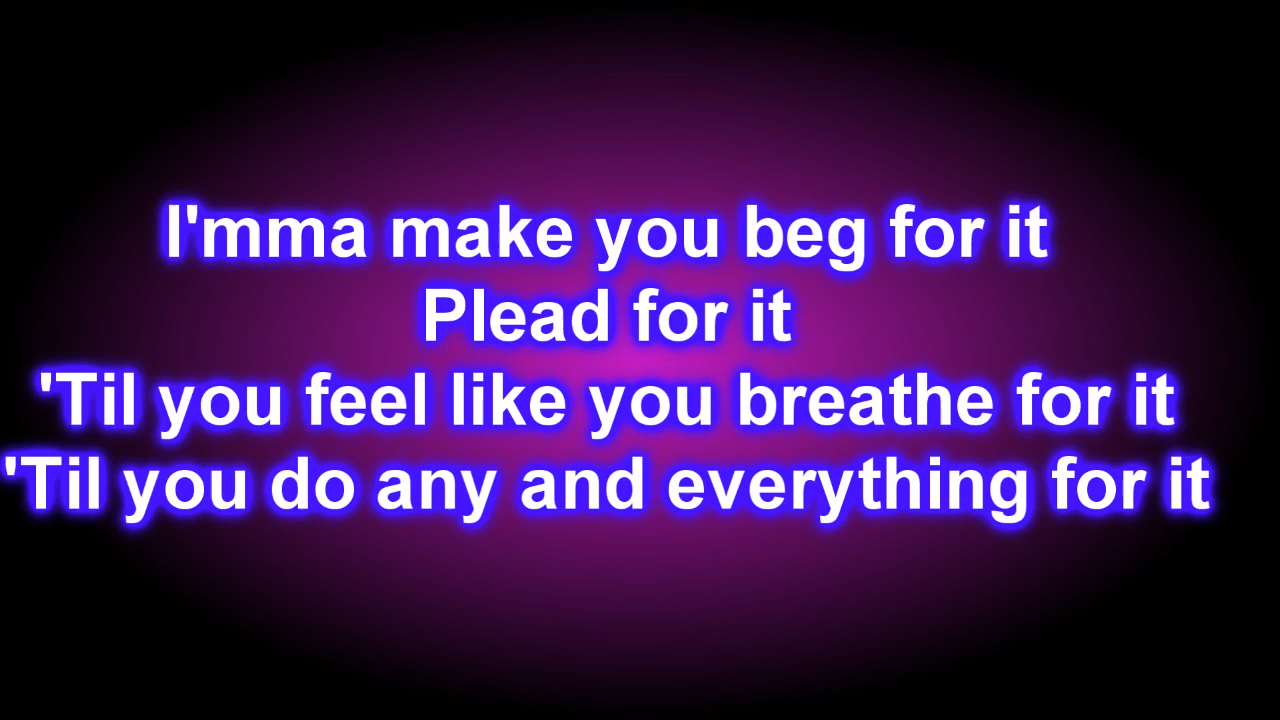 I'mma make you beg for it
Plead for it
'Til you feel like you breathe for it
'Til you do any and everything for it